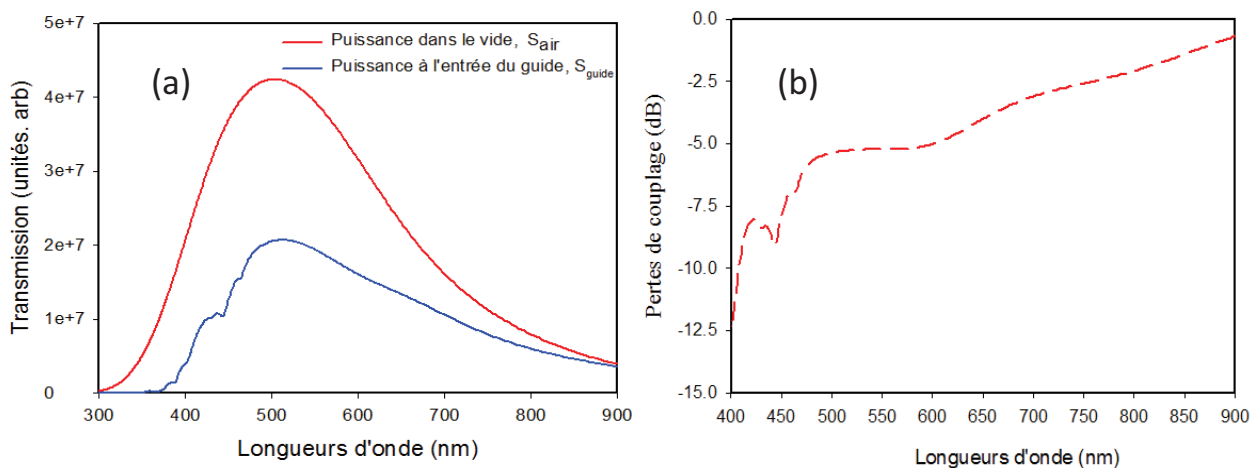 (a)
Puissance dans le vide, Sair
Puissance à l'entrée du guide, Sguide
Transmission (unités. arb)
5e+7
4e+7
3e+7
2e+7
1e+7
0
300 400 500 600 700 800 900
Longueurs d'onde (nm)
(b)
Pertes de couplage (dB)
0.0
-2.5
-5.0
-7.5
-10.0
-12.5
-15.0
400 450 500 550 600 650 700 750 800 850 900
Longueurs d'onde (nm)